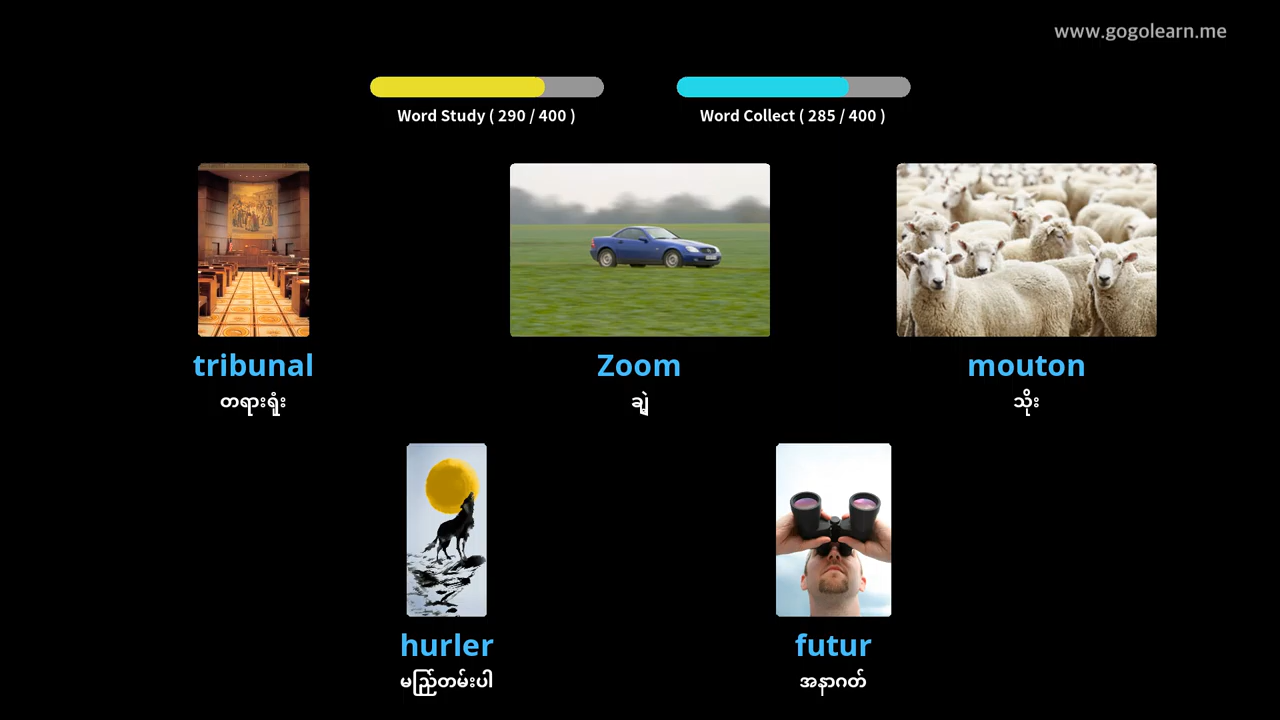 www.gogolearn.me
Word Study ( 290 / 400 )
Word Collect ( 285 / 400 )
tribunal
တရားရုံး
Zoom
ချဲ့
mouton
သိုး
hurler
မည်တြမ်းပါ
futur
အနာဂတ်